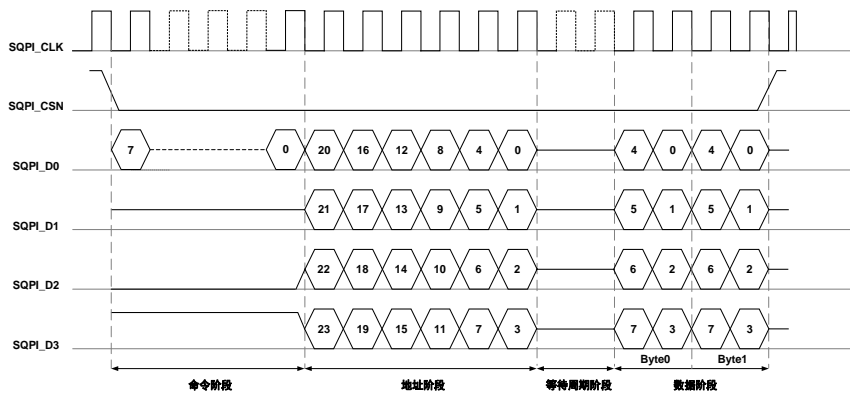 SQPI_CLK
SQPI_CSN
SQPI_D0 7 0 20 16 12 8 4 0 4 0 4 0
SQPI_D1 21 17 13 9 5 1 5 1 5 1
SQPI_D2 22 18 14 10 6 2 6 2 6 2
SQPI_D3 23 19 15 11 7 3 7 3 7 3
Byte0 Byte1
命令阶段 地址阶段 等待周期阶段 数据阶段